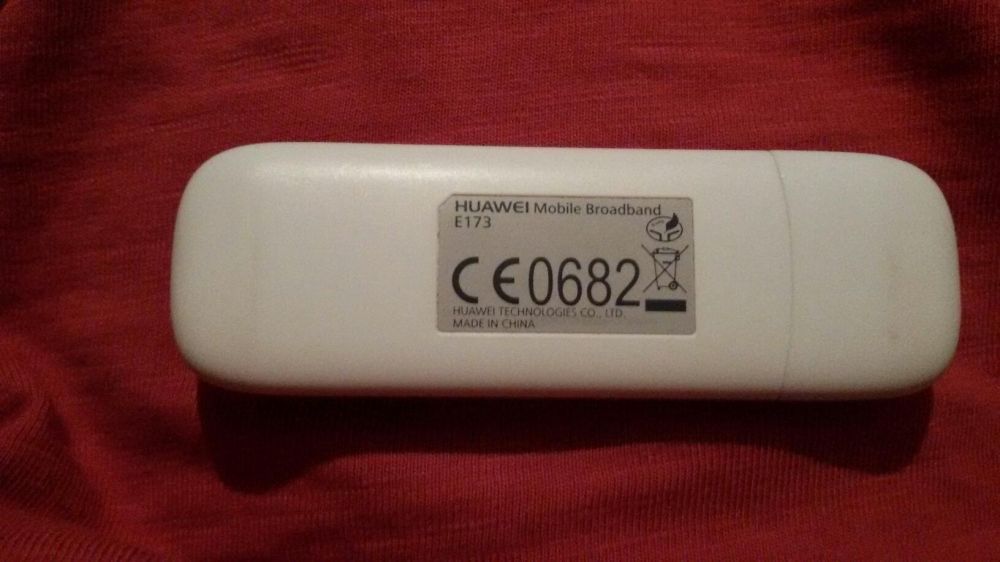 HUAWEI Mobile Broadband
E173
CE0682
HUAWEI TECHNOLOGIES CO., LTD.
MADE IN CHINA